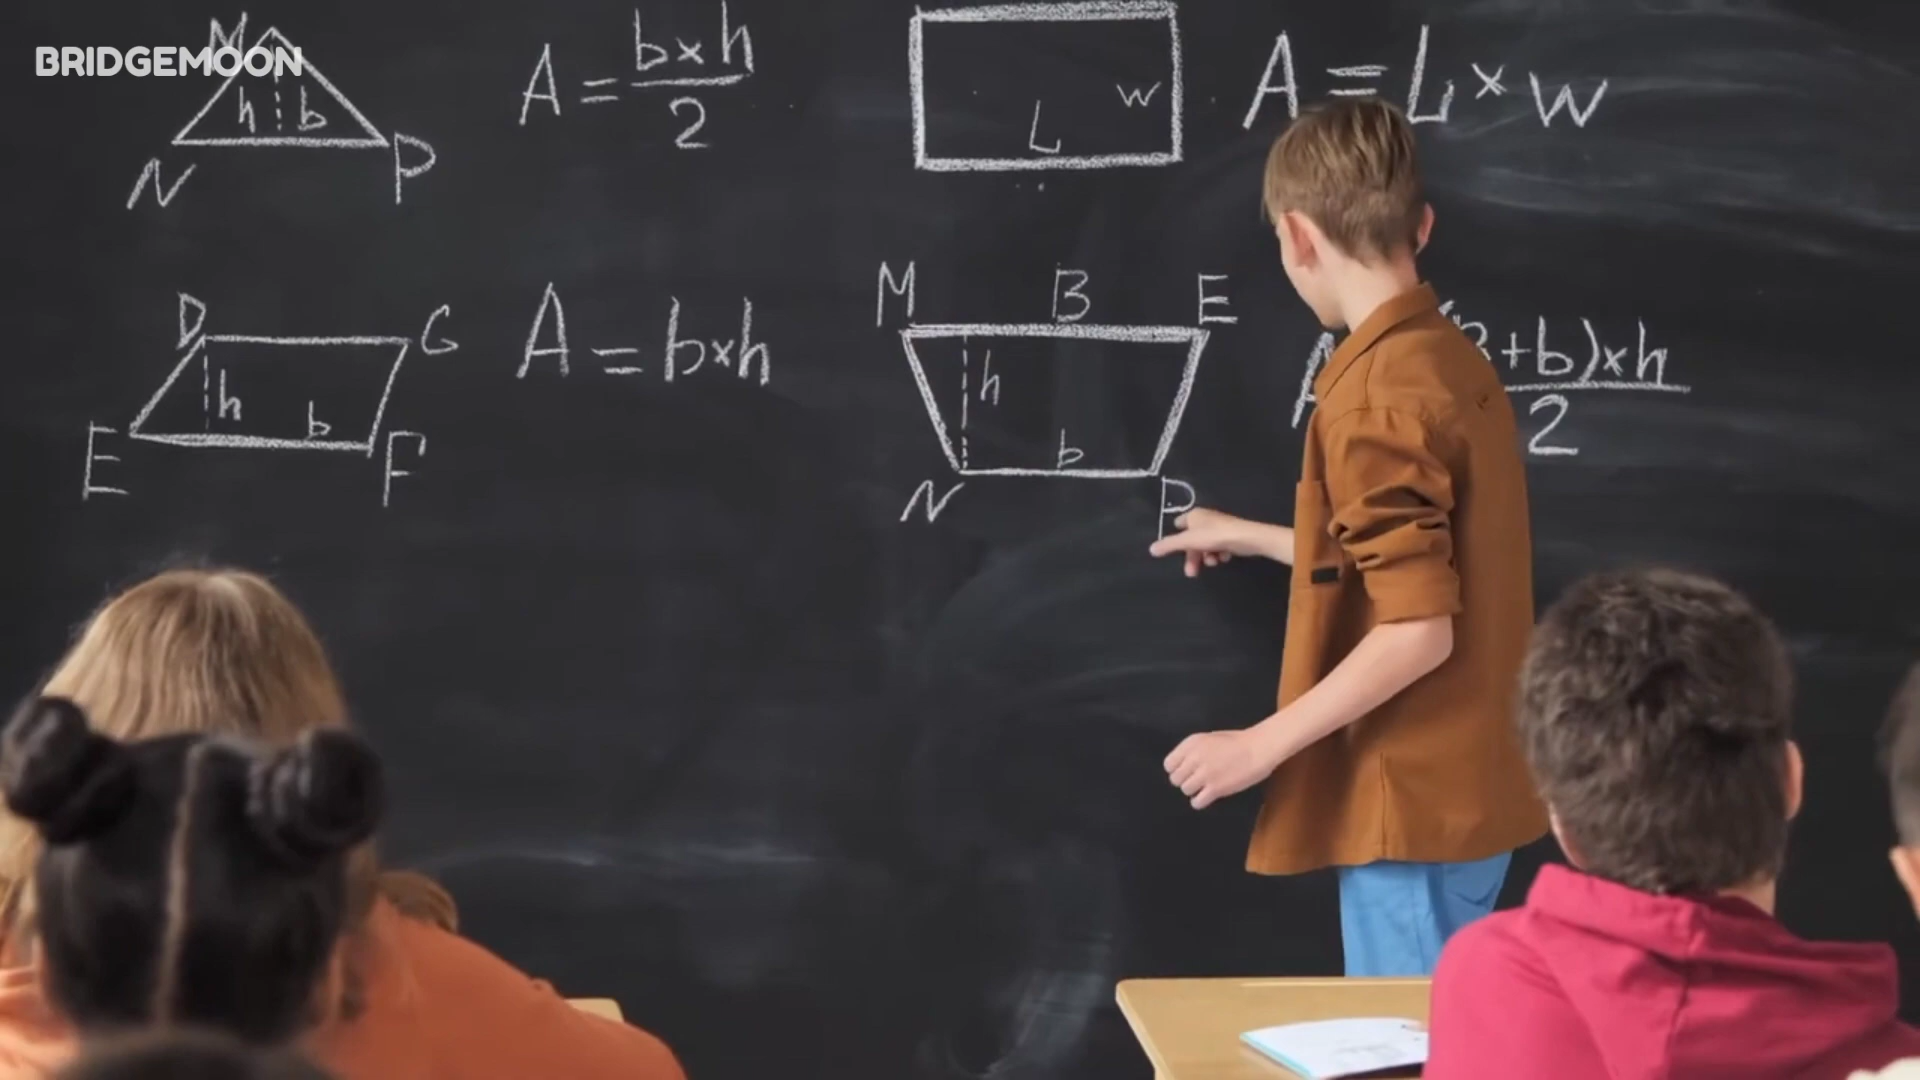 BRIDGEMOON
M
h b
N P
A = b×h
2
L w
A = L × w
D G
h b
E F
A = b×h
M B E
h
b
N P
+b)×h
2